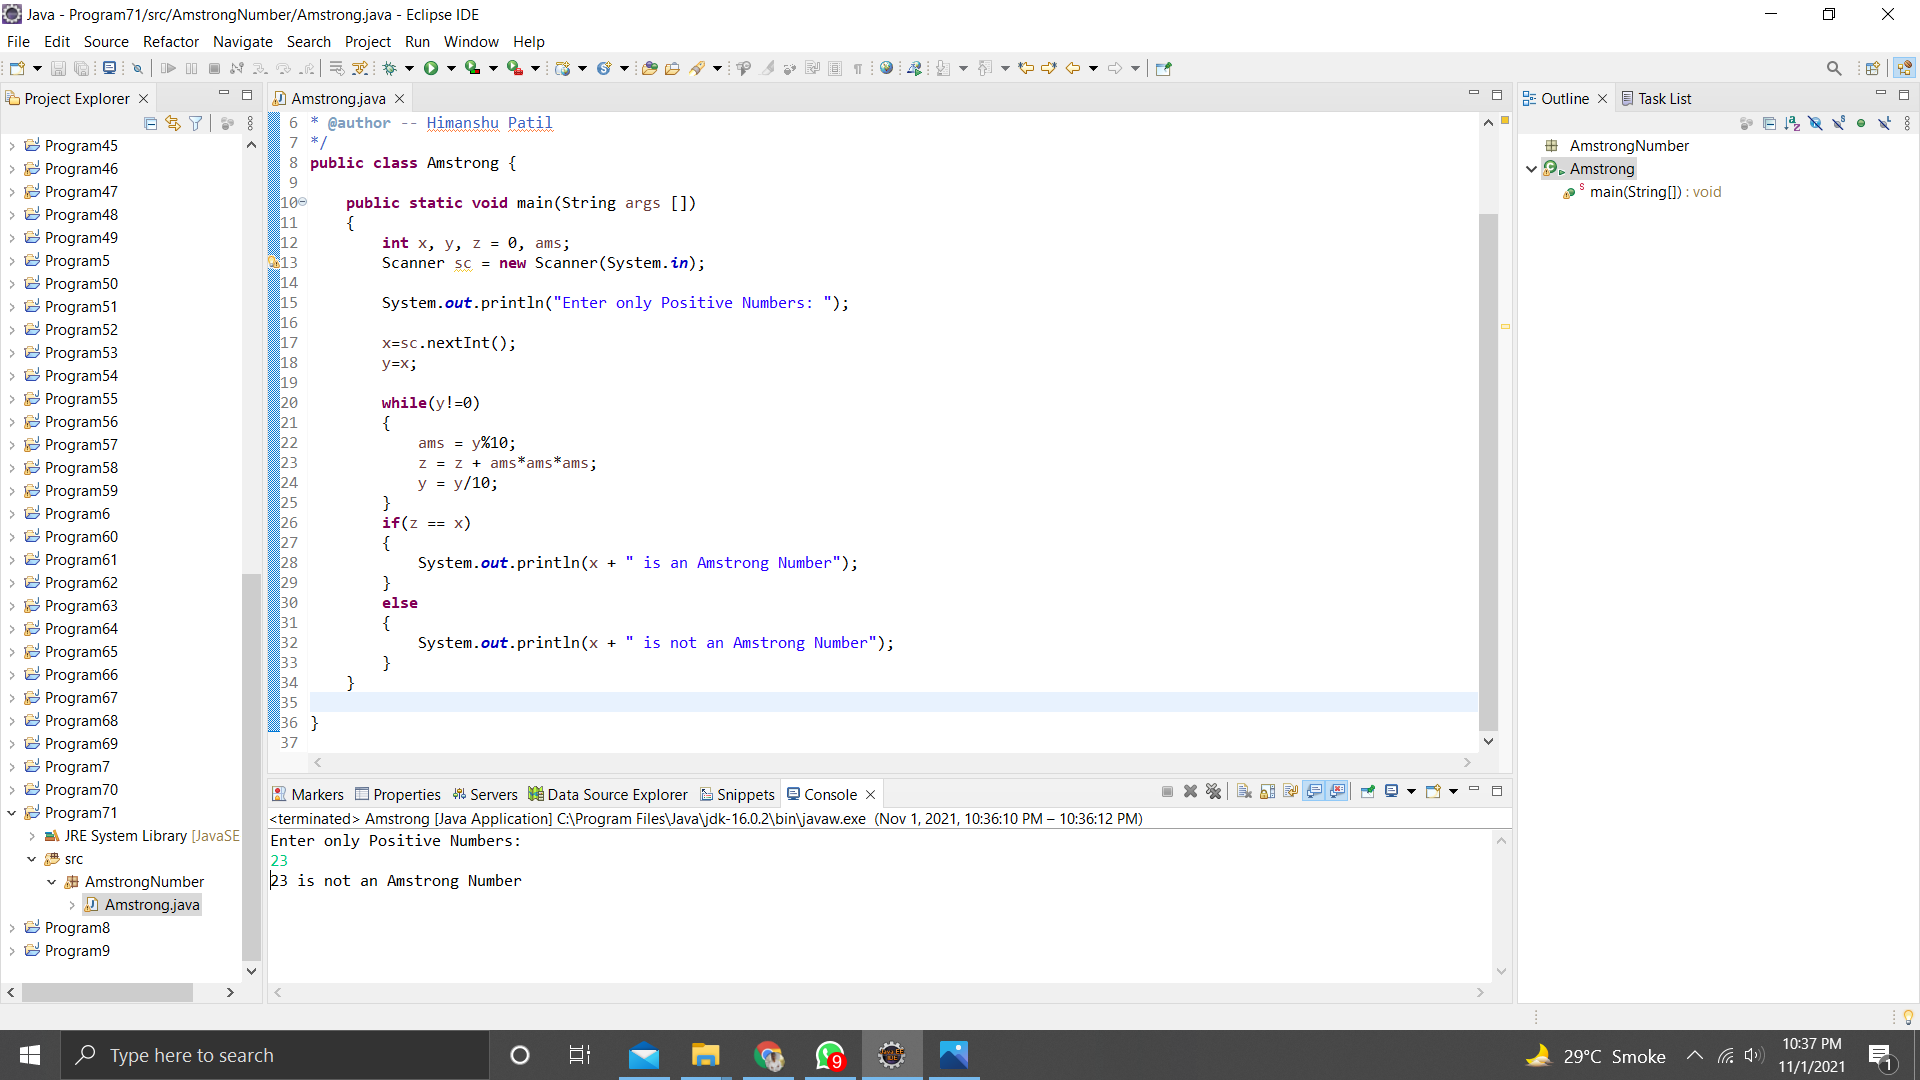 Java - Program71/src/AmstrongNumber/Amstrong.java - Eclipse IDE
File Edit Source Refactor Navigate Search Project Run Window Help
Project Explorer
Program45
Program46
Program47
Program48
Program49
Program5
Program50
Program51
Program52
Program53
Program54
Program55
Program56
Program57
Program58
Program59
Program6
Program60
Program61
Program62
Program63
Program64
Program65
Program66
Program67
Program68
Program69
Program7
Program70
Program71
JRE System Library [JavaSE
src
AmstrongNumber
Amstrong.java
Program8
Program9
Amstrong.java
6 * @author -- Himanshu Patil
7 */
8 public class Amstrong {
9
10 public static void main(String args [])
11 {
12 int x, y, z = 0, ams;
13 Scanner sc = new Scanner(System.in);
14
15 System.out.println("Enter only Positive Numbers: ");
16
17 x=sc.nextInt();
18 y=x;
19
20 while(y!=0)
21 {
22 ams = y%10;
23 z = z + ams*ams*ams;
24 y = y/10;
25 }
26 if(z == x)
27 {
28 System.out.println(x + " is an Amstrong Number");
29 }
30 else
31 {
32 System.out.println(x + " is not an Amstrong Number");
33 }
34 }
35
36 }
37
Markers Properties Servers Data Source Explorer Snippets Console
<terminated> Amstrong [Java Application] C:\Program Files\Java\jdk-16.0.2\bin\javaw.exe (Nov 1, 2021, 10:36:10 PM – 10:36:12 PM)
Enter only Positive Numbers:
23
23 is not an Amstrong Number
Outline Task List
AmstrongNumber
Amstrong
main(String[]) : void
Type here to search
9
29°C Smoke
10:37 PM
11/1/2021
1